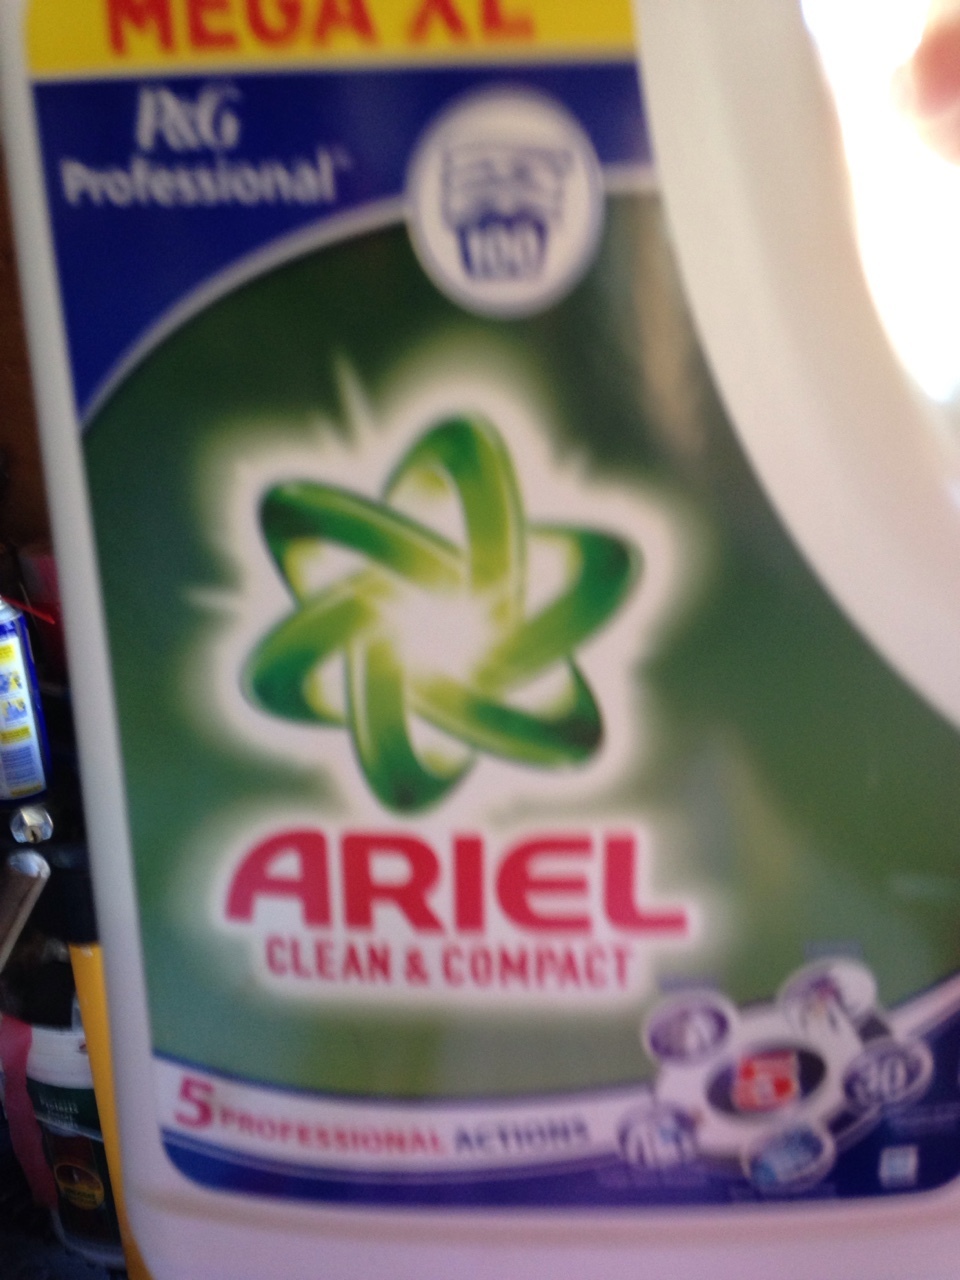 MEGA XL
P&G
Professional
100
ARIEL
CLEAN & COMPACT
5 PROFESSIONAL ACTIONS